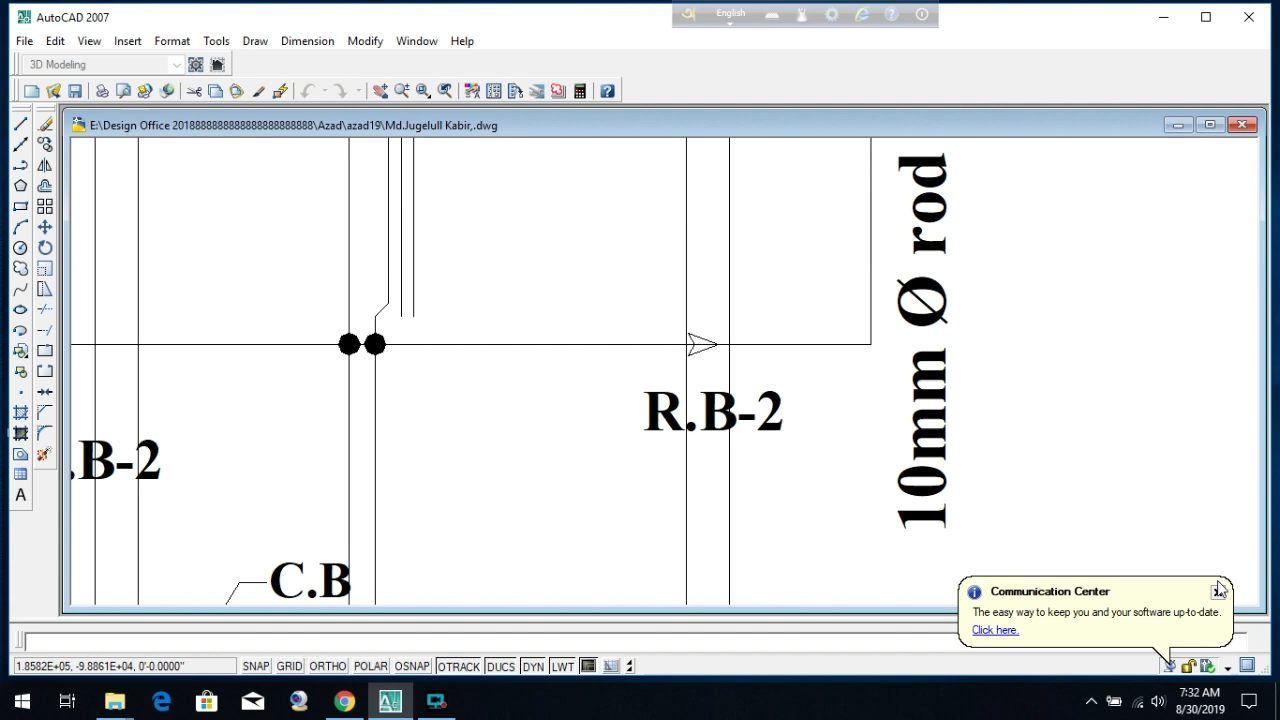 AutoCAD 2007
English
File Edit View Insert Format Tools Draw Dimension Modify Window Help
3D Modeling
E:\Design Office 2018888888888888888888888\Azad\azad19\Md.Jugelull Kabir,.dwg
10mm Ø rod
R.B-2
.B-2
C.B
Communication Center
The easy way to keep you and your software up-to-date.
Click here.
1.8582E+05, -9.8861E+04, 0'-0.0000"
SNAP GRID ORTHO POLAR OSNAP OTRACK DUCS DYN LWT
7:32 AM
8/30/2019